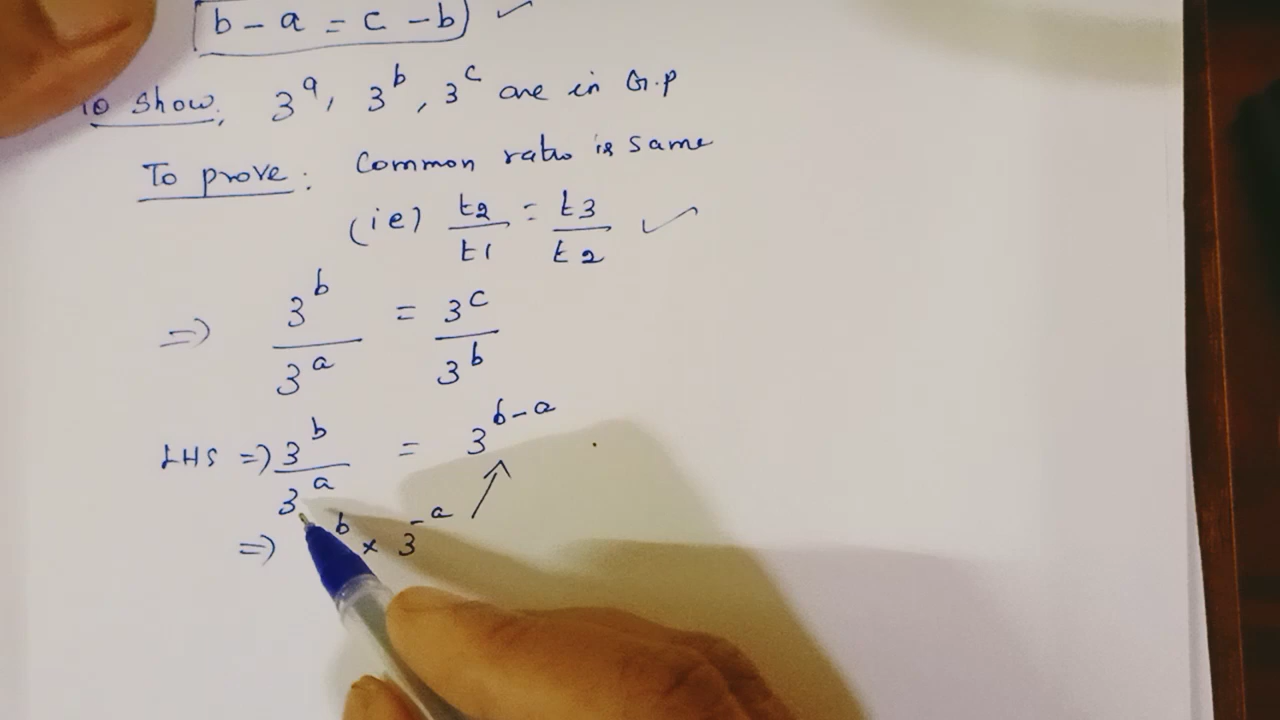 b - a = c - b ✓
To show, 3^a, 3^b, 3^c are in G.P
To prove: Common ratio is same
(ie) t2/t1 = t3/t2 ✓
=> 3^b/3^a = 3^c/3^b
LHS => 3^b/3^a = 3^(b-a)
=> ^b × 3^(-a)